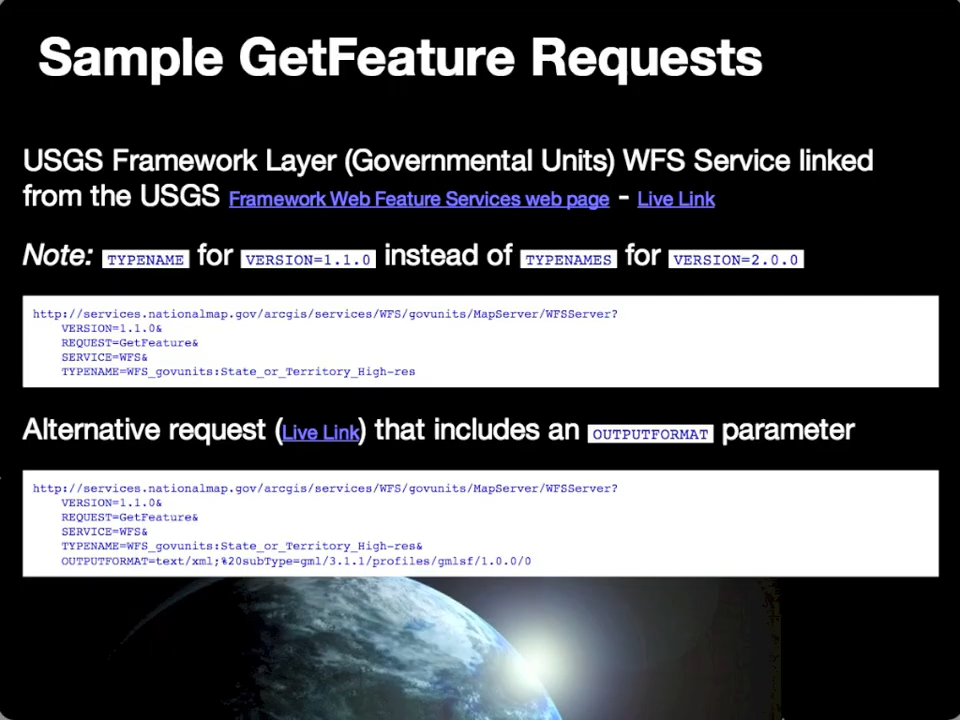 Sample GetFeature Requests
USGS Framework Layer (Governmental Units) WFS Service linked
from the USGS Framework Web Feature Services web page - Live Link
Note: TYPENAME for VERSION=1.1.0 instead of TYPENAMES for VERSION=2.0.0
http://services.nationalmap.gov/arcgis/services/WFS/govunits/MapServer/WFSServer?
VERSION=1.1.0&
REQUEST=GetFeature&
SERVICE=WFS&
TYPENAME=WFS_govunits:State_or_Territory_High-res
Alternative request (Live Link) that includes an OUTPUTFORMAT parameter
http://services.nationalmap.gov/arcgis/services/WFS/govunits/MapServer/WFSServer?
VERSION=1.1.0&
REQUEST=GetFeature&
SERVICE=WFS&
TYPENAME=WFS_govunits:State_or_Territory_High-res&
OUTPUTFORMAT=text/xml;%20subType=gml/3.1.1/profiles/gmlsf/1.0.0/0